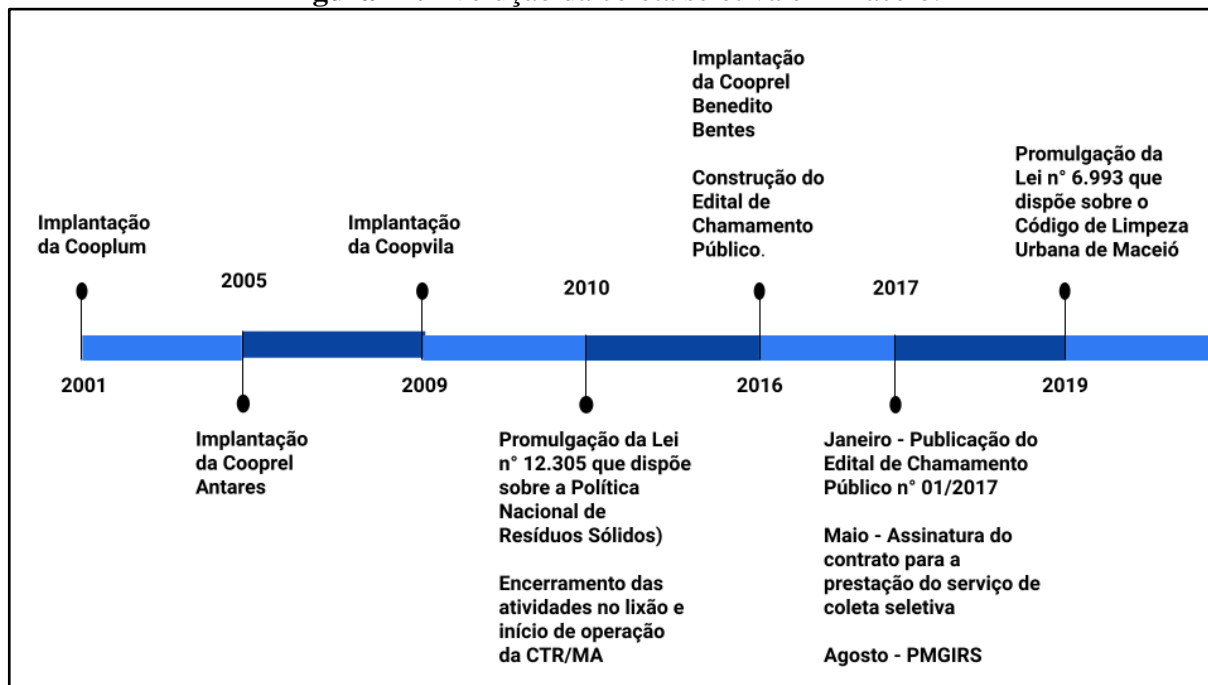 Implantação
da Cooplum
2001
2005
Implantação
da Cooprel
Antares
Implantação
da Coopvila
2009
2010
Promulgação da Lei
n° 12.305 que dispõe
sobre a Política
Nacional de
Resíduos Sólidos)
Encerramento das
atividades no lixão e
início de operação
da CTR/MA
Implantação
da Cooprel
Benedito
Bentes
Construção do
Edital de
Chamamento
Público.
2016
2017
Janeiro - Publicação do
Edital de Chamamento
Público n° 01/2017
Maio - Assinatura do
contrato para a
prestação do serviço de
coleta seletiva
Agosto - PMGIRS
Promulgação da
Lei n° 6.993 que
dispõe sobre o
Código de Limpeza
Urbana de Maceió
2019